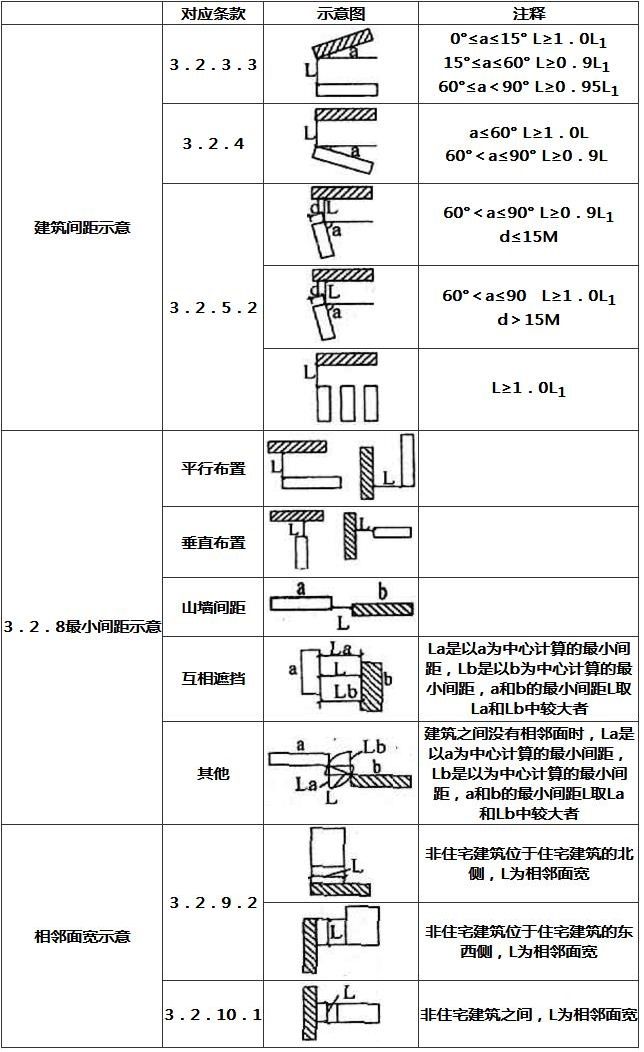 对应条款 示意图 注释
建筑间距示意
3．2．3．3
a
L
0°≤a≤15° L≥1．0L1
15°≤a≤60° L≥0．9L1
60°≤a＜90° L≥0．95L1
3．2．4
L
a
a≤60° L≥1．0L
60°＜a≤90° L≥0．9L
3．2．5．2
d L
a
60°＜a≤90° L≥0．9L1
d≤15M
d L
a
60°＜a≤90 L≥1．0L1
d＞15M
L
L≥1．0L1
3．2．8最小间距示意
平行布置
L
L
垂直布置
L
L
山墙间距
a b
L
互相遮挡
La
a L b
Lb
La是以a为中心计算的最小间
距，Lb是以b为中心计算的最
小间距，a和b的最小间距L取
La和Lb中较大者
其他
a Lb
b
La
L
建筑之间没有相邻面时，La是
以a为中心计算的最小间距，
Lb是以为中心计算的最小间
距，a和b的最小间距L取La
和Lb中较大者
相邻面宽示意
3．2．9．2
L
非住宅建筑位于住宅建筑的北
侧，L为相邻面宽
L
非住宅建筑位于住宅建筑的东
西侧，L为相邻面宽
3．2．10．1
L
非住宅建筑之间，L为相邻面宽